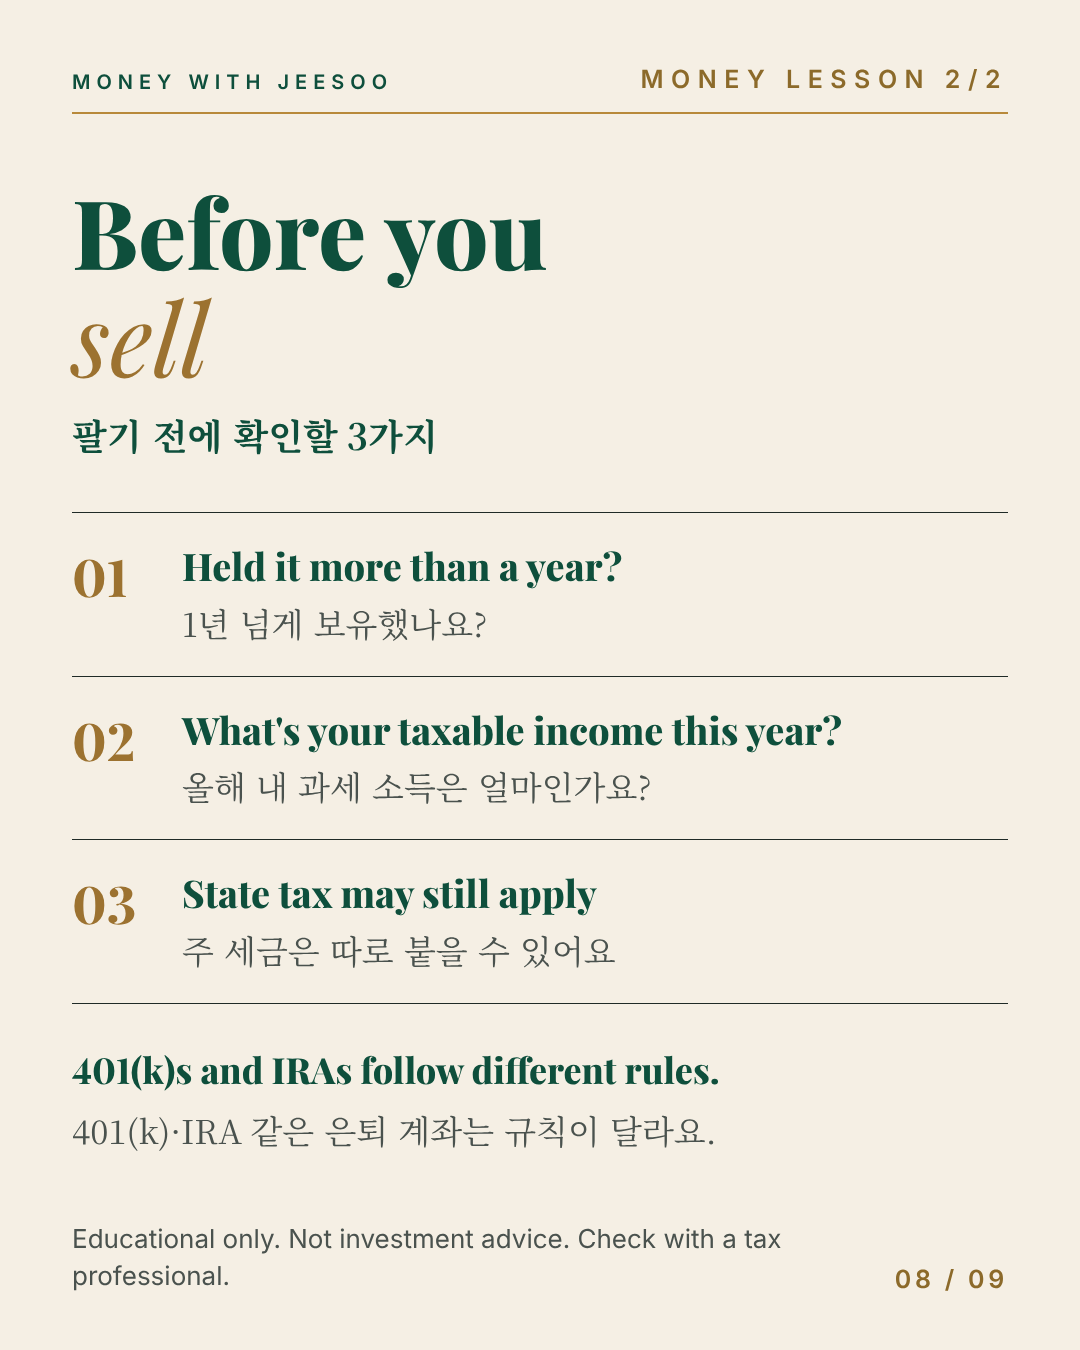 MONEY WITH JEESOO
MONEY LESSON 2/2
Before you
sell
팔기 전에 확인할 3가지
01
Held it more than a year?
1년 넘게 보유했나요?
02
What's your taxable income this year?
올해 내 과세 소득은 얼마인가요?
03
State tax may still apply
주 세금은 따로 붙을 수 있어요
401(k)s and IRAs follow different rules.
401(k)·IRA 같은 은퇴 계좌는 규칙이 달라요.
Educational only. Not investment advice. Check with a tax
professional.
08 / 09